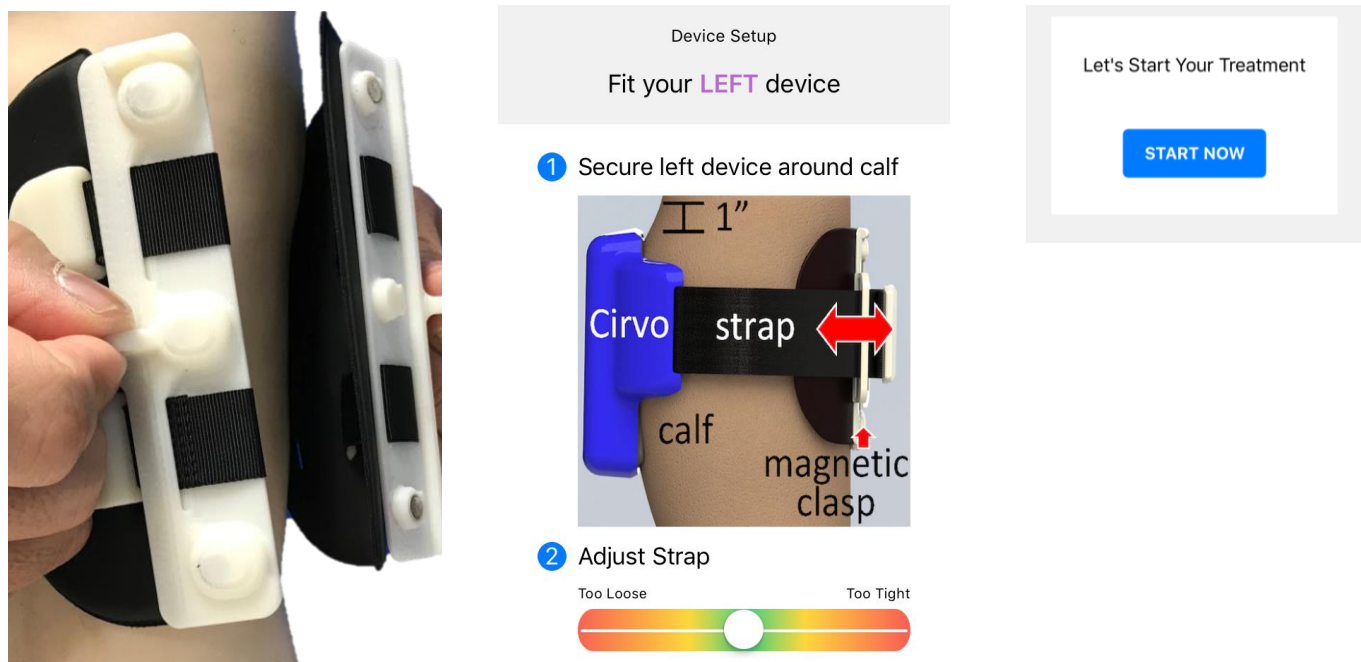 Device Setup
Fit your LEFT device
1 Secure left device around calf
1”
Cirvo
strap
calf
magnetic
clasp
2 Adjust Strap
Too Loose Too Tight
Let's Start Your Treatment
START NOW